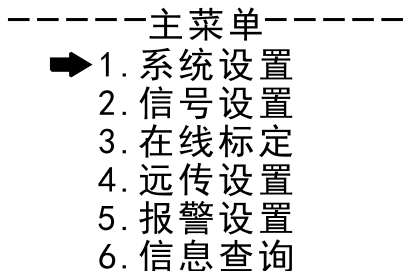 -----主菜单-----
➡1.系统设置
2.信号设置
3.在线标定
4.远传设置
5.报警设置
6.信息查询